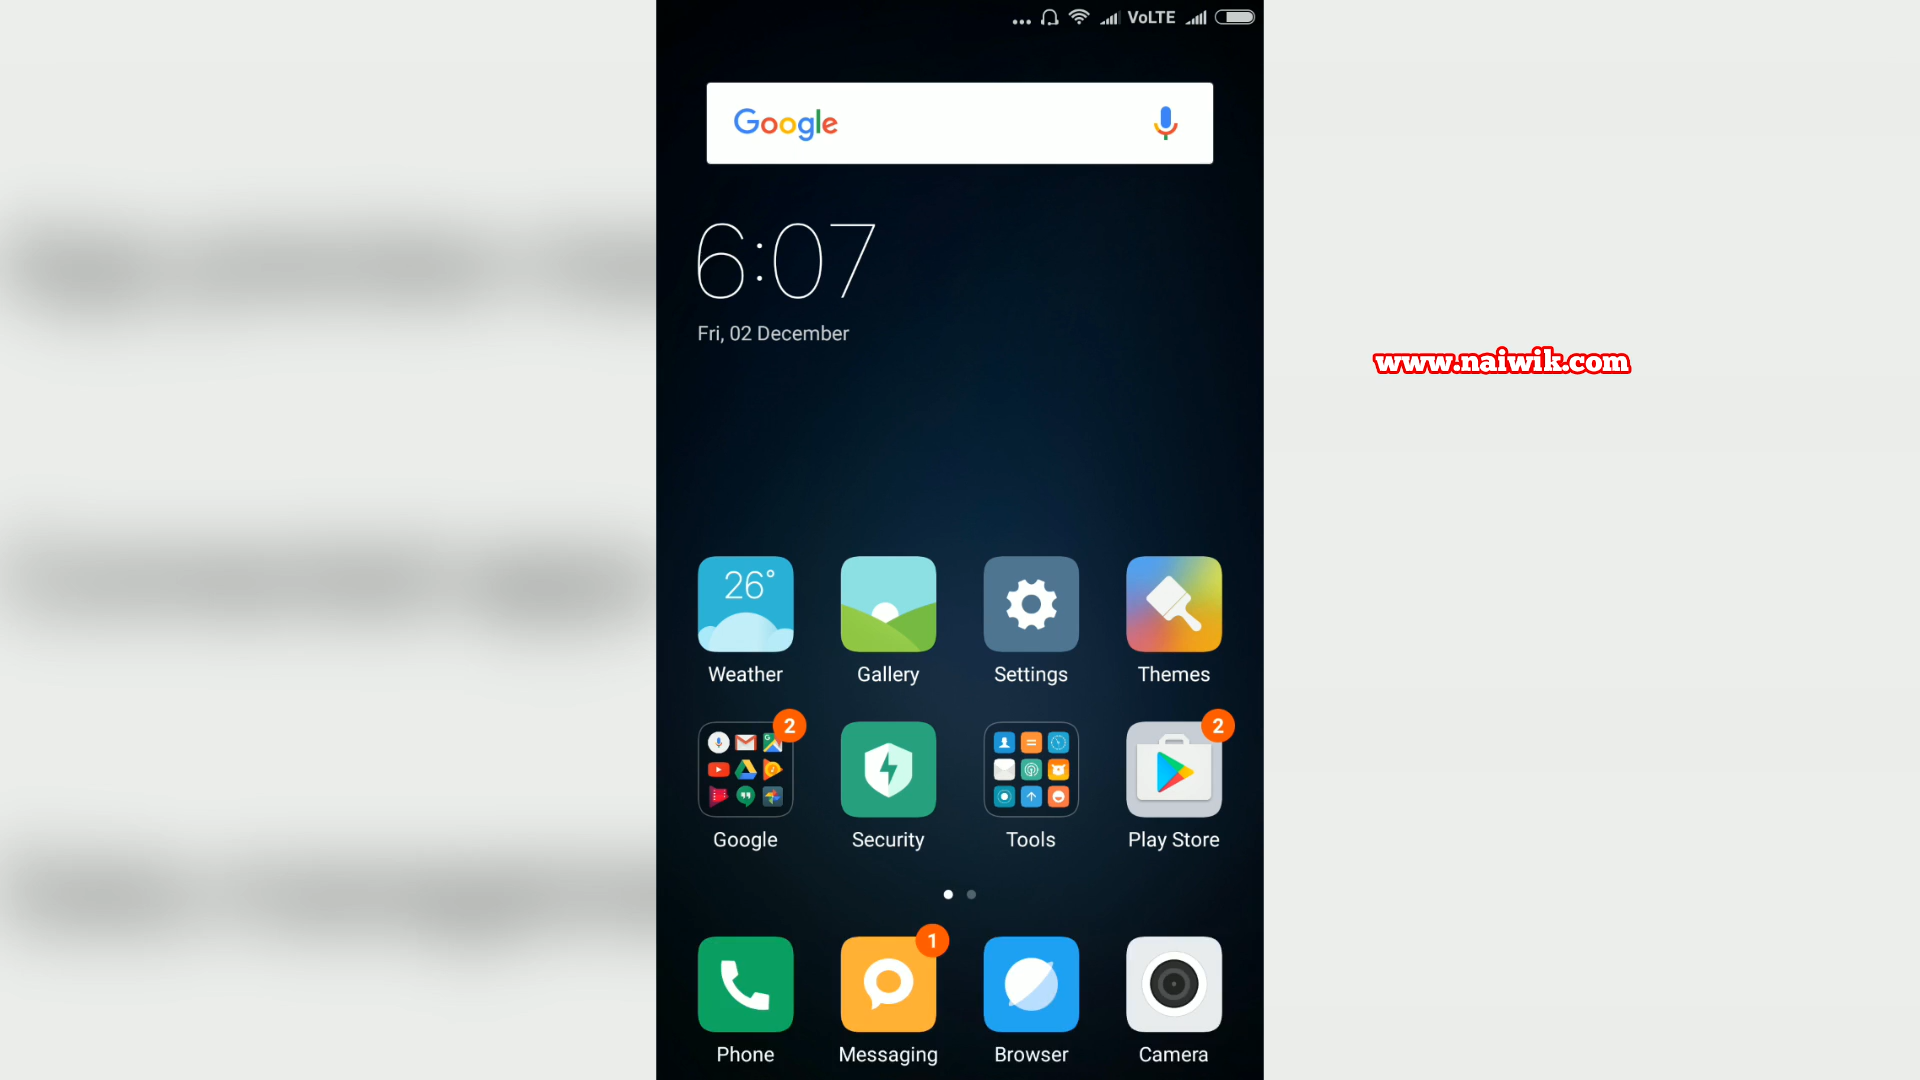 VoLTE
Google
6:07
Fri, 02 December
www.naiwik.com
26°
Weather
Gallery
Settings
Themes
2
2
Google
Security
Tools
Play Store
1
Phone
Messaging
Browser
Camera